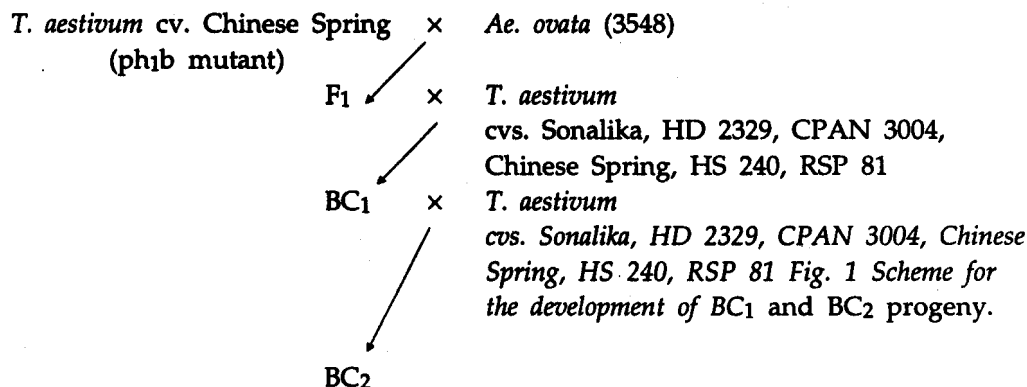 T. aestivum cv. Chinese Spring × Ae. ovata (3548)
(ph1b mutant)
F1 × T. aestivum
cvs. Sonalika, HD 2329, CPAN 3004,
Chinese Spring, HS 240, RSP 81
BC1 × T. aestivum
cvs. Sonalika, HD 2329, CPAN 3004, Chinese
Spring, HS 240, RSP 81 Fig. 1 Scheme for
the development of BC1 and BC2 progeny.
BC2